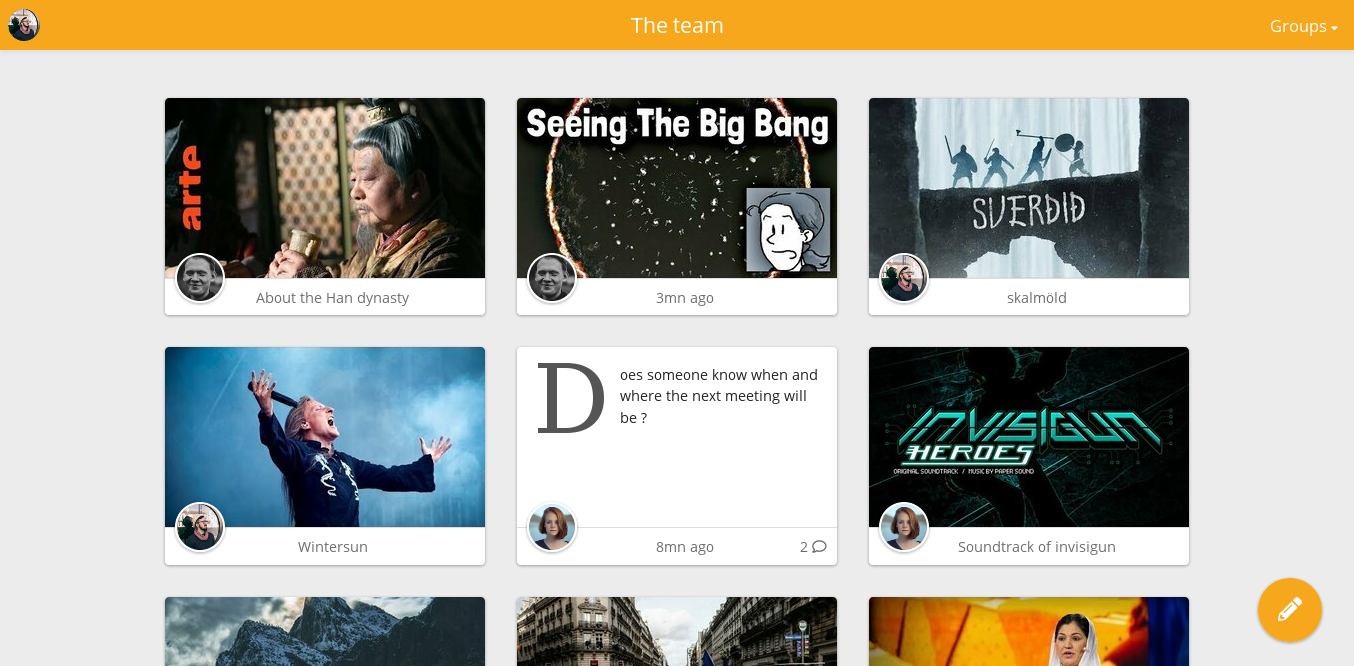 The team
Groups
arte
Seeing The Big Bang
SVERÐIÐ
About the Han dynasty
3mn ago
skalmöld
Does someone know when and
where the next meeting will
be ?
INVISIGUN
HEROES
ORIGINAL SOUNDTRACK / MUSIC BY PAPER SOUND
Wintersun
8mn ago
2
Soundtrack of invisigun